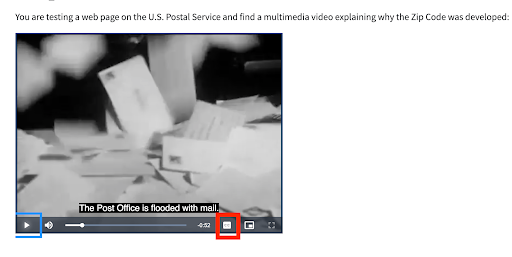 You are testing a web page on the U.S. Postal Service and find a multimedia video explaining why the Zip Code was developed:
The Post Office is flooded with mail.
-0:52